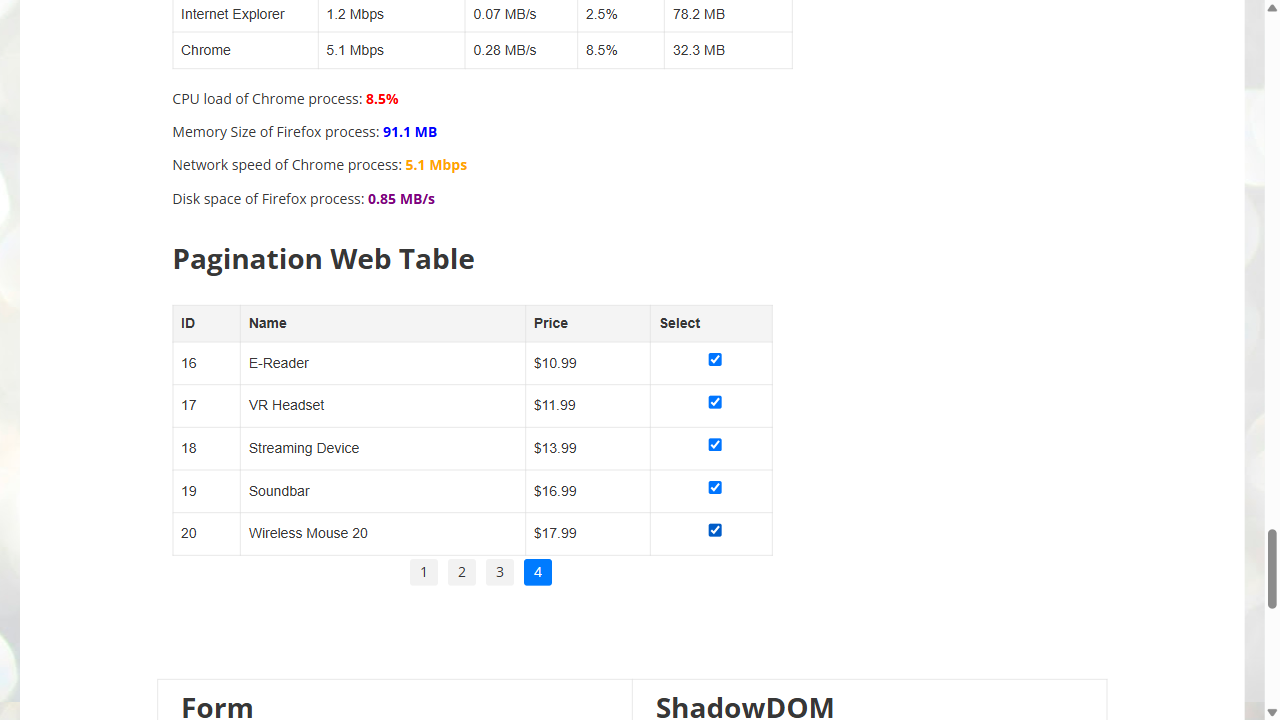 Internet Explorer 1.2 Mbps 0.07 MB/s 2.5% 78.2 MB
Chrome 5.1 Mbps 0.28 MB/s 8.5% 32.3 MB
CPU load of Chrome process: 8.5%
Memory Size of Firefox process: 91.1 MB
Network speed of Chrome process: 5.1 Mbps
Disk space of Firefox process: 0.85 MB/s
Pagination Web Table
ID Name Price Select
16 E-Reader $10.99
17 VR Headset $11.99
18 Streaming Device $13.99
19 Soundbar $16.99
20 Wireless Mouse 20 $17.99
1 2 3 4
Form ShadowDOM